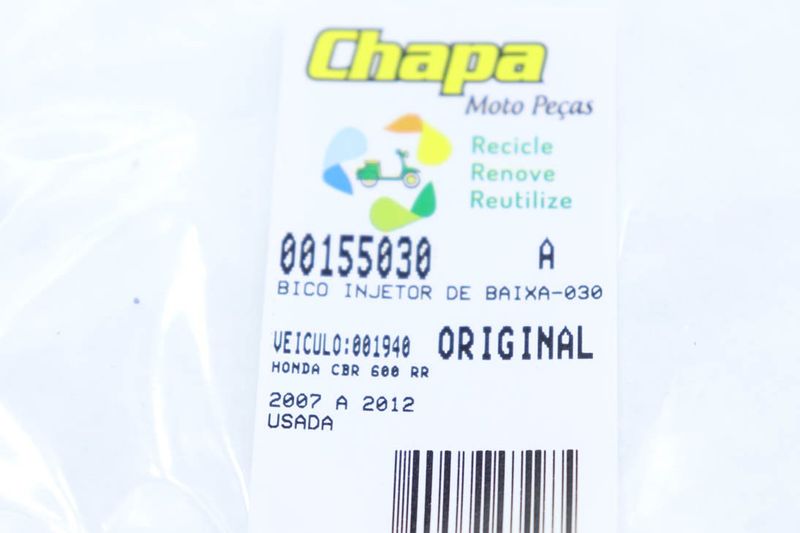 Chapa
Moto Peças
Recicle
Renove
Reutilize
00155030 A
BICO INJETOR DE BAIXA-030
VEICULO:001940 ORIGINAL
HONDA CBR 600 RR
2007 A 2012
USADA